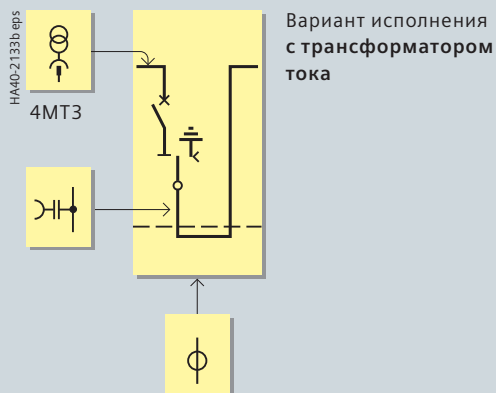 HA40-2133b eps
4MT3
Вариант исполнения
с трансформатором
тока